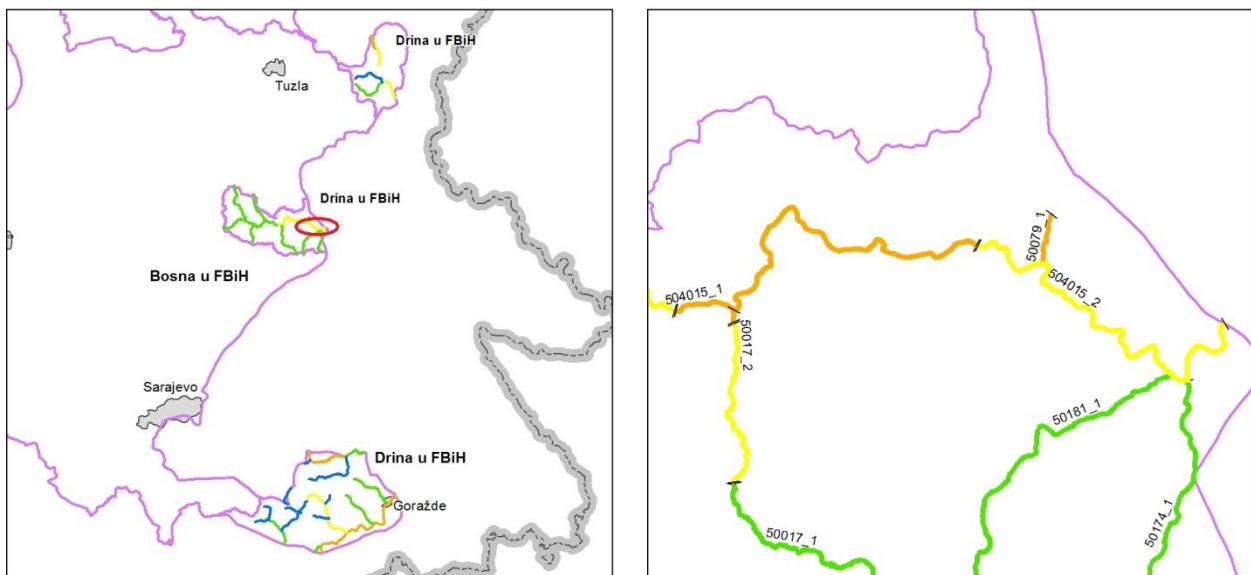 Drina u FBiH
Tuzla
Drina u FBiH
Bosna u FBiH
Sarajevo
Drina u FBiH
Goražde
50079_1
504015_1
504015_2
50017_2
50181_1
50174_1
50017_1